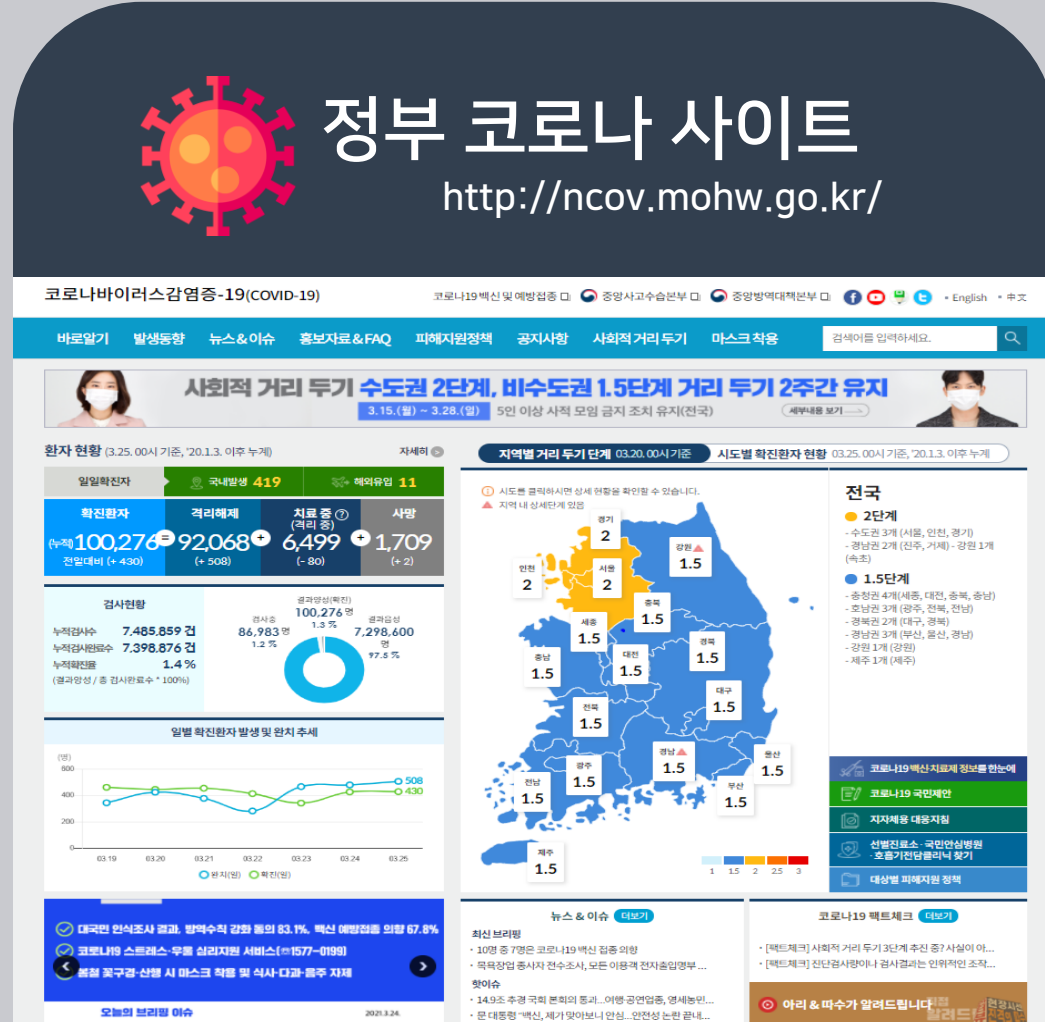 정부 코로나 사이트
http://ncov.mohw.go.kr/
코로나바이러스감염증-19(COVID-19)
코로나19 백신 및 예방접종 중앙사고수습본부 중앙방역대책본부 • English • 中文
바로알기 발생동향 뉴스&이슈 홍보자료&FAQ 피해지원정책 공지사항 사회적 거리 두기 마스크 착용 검색어를 입력하세요.
사회적 거리 두기 수도권 2단계, 비수도권 1.5단계 거리 두기 2주간 유지
3.15.(월) ~ 3.28.(일) 5인 이상 사적 모임 금지 조치 유지(전국) 세부내용 보기
환자 현황 (3.25. 00시 기준, '20.1.3. 이후 누계) 자세히
일일확진자 국내발생 419 해외유입 11
확진환자 격리해제 치료 중 ? (격리 중) 사망
(누적)100,276 = 92,068 + 6,499 + 1,709
전일대비 (+ 430) (+ 508) (- 80) (+ 2)
검사현황
누적검사수 7,485,859 건
누적검사완료수 7,398,876 건
누적확진율 1.4 %
(결과양성 / 총 검사완료수 * 100%)
결과양성(확진)
100,276 명
1.3 %
검사중
86,983 명
1.2 %
결과음성
7,298,600
명
97.5 %
일별 확진환자 발생 및 완치 추세
(명)
600
400
200
0
508
430
03.19 03.20 03.21 03.22 03.23 03.24 03.25
완치(일) 확진(일)
대국민 인식조사 결과, 방역수칙 강화 동의 83.1%, 백신 예방접종 의향 67.8%
코로나19 스트레스·우울 심리지원 서비스(☎1577-0199)
봄철 꽃구경·산행 시 마스크 착용 및 식사·다과·음주 자제
오늘의 브리핑 이슈 2021.3.24.
지역별 거리 두기 단계 03.20. 00시 기준 시도별 확진환자 현황 03.25. 00시 기준, '20.1.3. 이후 누계
시도를 클릭하시면 상세 현황을 확인할 수 있습니다.
지역 내 상세단계 있음
경기
2
강원
1.5
인천
2
서울
2
충북
1.5
세종
1.5
경북
1.5
충남
1.5
대전
1.5
대구
1.5
전북
1.5
경남
1.5
울산
1.5
광주
1.5
전남
1.5
부산
1.5
제주
1.5
1 1.5 2 2.5 3
전국
2단계
- 수도권 3개 (서울, 인천, 경기)
- 경남권 2개 (진주, 거제) - 강원 1개
(속초)
1.5단계
- 충청권 4개(세종, 대전, 충북, 충남)
- 호남권 3개 (광주, 전북, 전남)
- 경북권 2개 (대구, 경북)
- 경남권 3개 (부산, 울산, 경남)
- 강원 1개 (강원)
- 제주 1개 (제주)
코로나19 백신·치료제 정보를 한눈에
코로나19 국민제안
지자체용 대응지침
선별진료소·국민안심병원
·호흡기전담클리닉 찾기
대상별 피해지원 정책
뉴스 & 이슈 더보기
최신 브리핑
· 10명 중 7명은 코로나19 백신 접종 의향
· 목욕장업 종사자 전수조사, 모든 이용객 전자출입명부 ...
핫이슈
· 14.9조 추경 국회 본회의 통과...여행·공연업종, 영세농민...
· 문 대통령 "백신, 제가 맞아보니 안심...안전성 논란 끝내...
코로나19 팩트체크 더보기
· [팩트체크] 사회적 거리 두기 3단계 추진 중? 사실이 아...
· [팩트체크] 진단검사량이나 검사결과는 인위적인 조작...
아리 & 따수가 알려드립니다